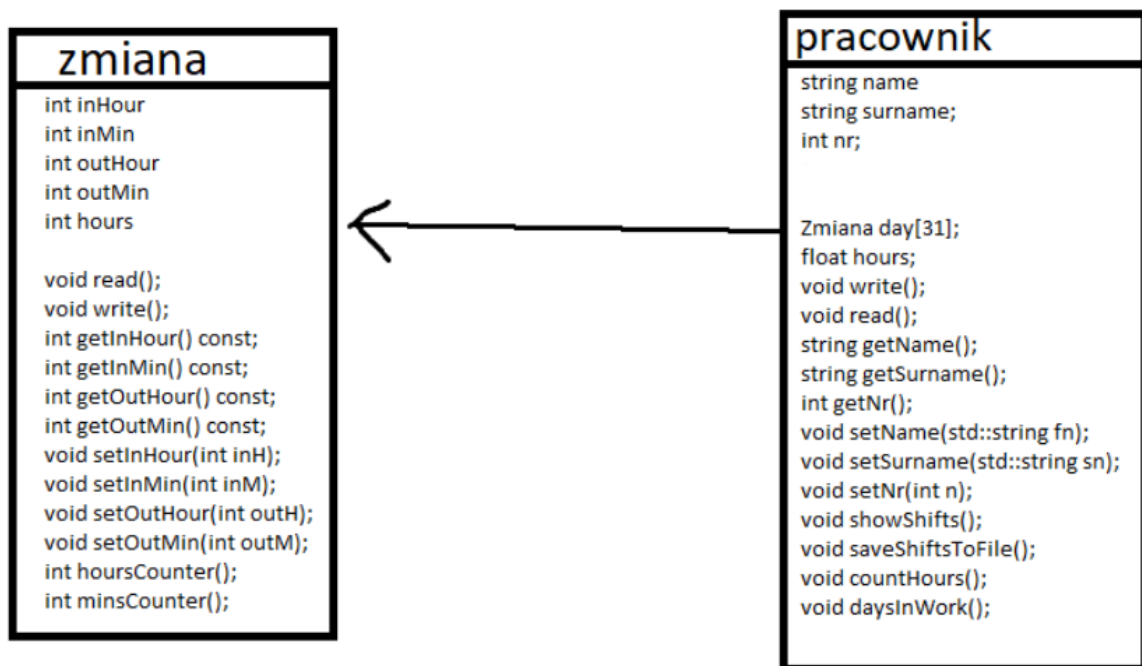 zmiana
int inHour
int inMin
int outHour
int outMin
int hours
void read();
void write();
int getInHour() const;
int getInMin() const;
int getOutHour() const;
int getOutMin() const;
void setInHour(int inH);
void setInMin(int inM);
void setOutHour(int outH);
void setOutMin(int outM);
int hoursCounter();
int minsCounter();
pracownik
string name
string surname;
int nr;
Zmiana day[31];
float hours;
void write();
void read();
string getName();
string getSurname();
int getNr();
void setName(std::string fn);
void setSurname(std::string sn);
void setNr(int n);
void showShifts();
void saveShiftsToFile();
void countHours();
void daysInWork();